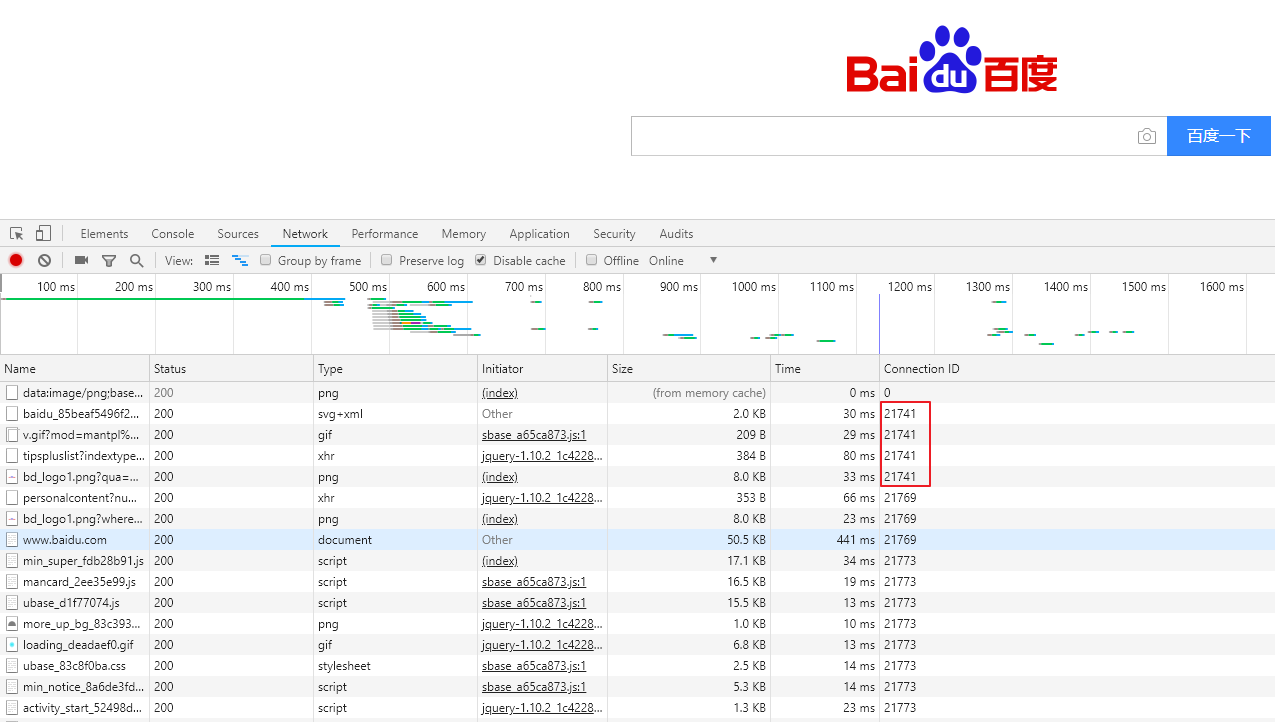 Baidu百度
百度一下
Elements Console Sources Network Performance Memory Application Security Audits
View: Group by frame Preserve log Disable cache Offline Online
100 ms 200 ms 300 ms 400 ms 500 ms 600 ms 700 ms 800 ms 900 ms 1000 ms 1100 ms 1200 ms 1300 ms 1400 ms 1500 ms 1600 ms
Name Status Type Initiator Size Time Connection ID
data:image/png;base... 200 png (index) (from memory cache) 0 ms 0
baidu_85beaf5496f2... 200 svg+xml Other 2.0 KB 30 ms 21741
v.gif?mod=mantpl%... 200 gif sbase_a65ca873.js:1 209 B 29 ms 21741
tipspluslist?indextype... 200 xhr jquery-1.10.2_1c4228... 384 B 80 ms 21741
bd_logo1.png?qua=... 200 png (index) 8.0 KB 33 ms 21741
personalcontent?nu... 200 xhr jquery-1.10.2_1c4228... 353 B 66 ms 21769
bd_logo1.png?where... 200 png (index) 8.0 KB 23 ms 21769
www.baidu.com 200 document Other 50.5 KB 441 ms 21769
min_super_fdb28b91.js 200 script (index) 17.1 KB 34 ms 21773
mancard_2ee35e99.js 200 script sbase_a65ca873.js:1 16.5 KB 19 ms 21773
ubase_d1f77074.js 200 script sbase_a65ca873.js:1 15.5 KB 13 ms 21773
more_up_bg_83c393... 200 png jquery-1.10.2_1c4228... 1.0 KB 10 ms 21773
loading_deadaef0.gif 200 gif jquery-1.10.2_1c4228... 6.8 KB 13 ms 21773
ubase_83c8f0ba.css 200 stylesheet sbase_a65ca873.js:1 2.5 KB 14 ms 21773
min_notice_8a6de3fd... 200 script sbase_a65ca873.js:1 5.3 KB 14 ms 21773
activity_start_52498d... 200 script jquery-1.10.2_1c4228... 1.3 KB 23 ms 21773